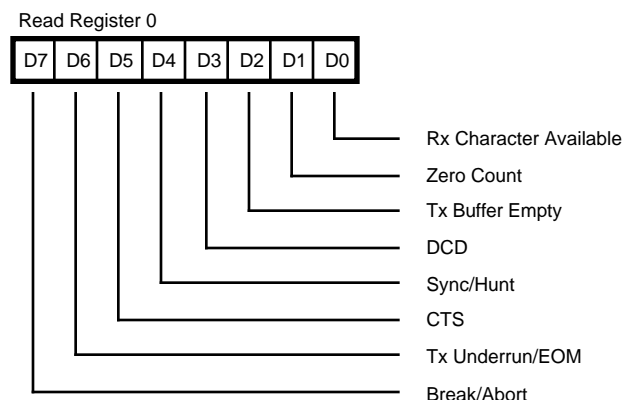 Read Register 0
D7 D6 D5 D4 D3 D2 D1 D0
Rx Character Available
Zero Count
Tx Buffer Empty
DCD
Sync/Hunt
CTS
Tx Underrun/EOM
Break/Abort